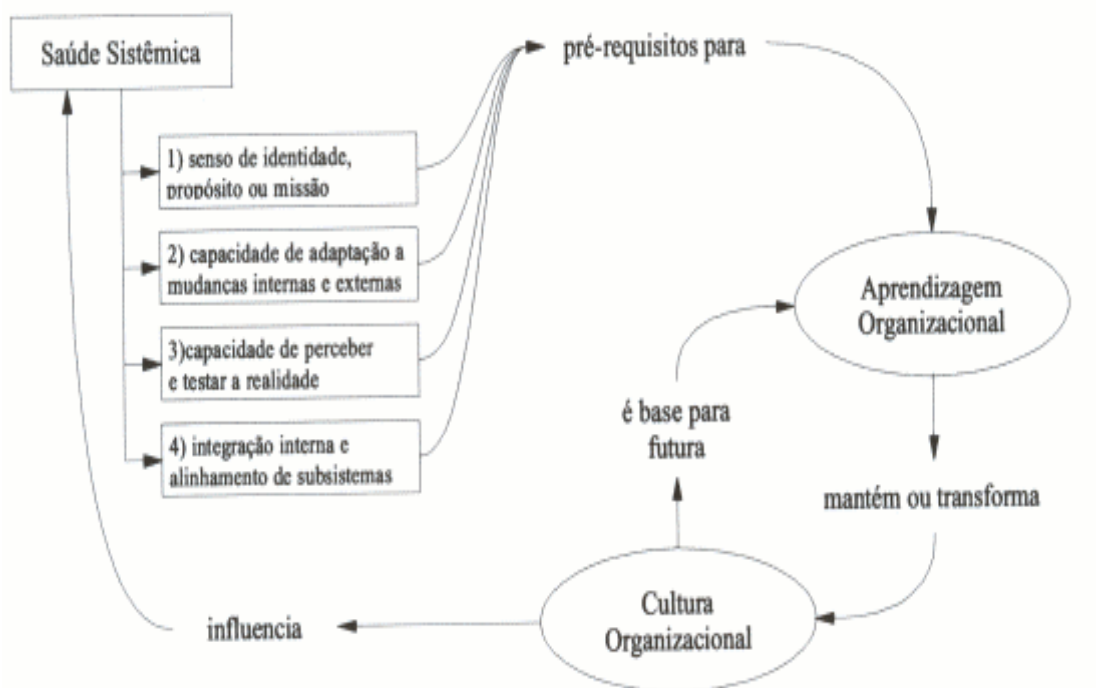 Saúde Sistêmica
pré-requisitos para
1) senso de identidade,
propósito ou missão
2) capacidade de adaptação a
mudanças internas e externas
3)capacidade de perceber
e testar a realidade
4) integração interna e
alinhamento de subsistemas
Aprendizagem
Organizacional
é base para
futura
mantém ou transforma
Cultura
Organizacional
influencia